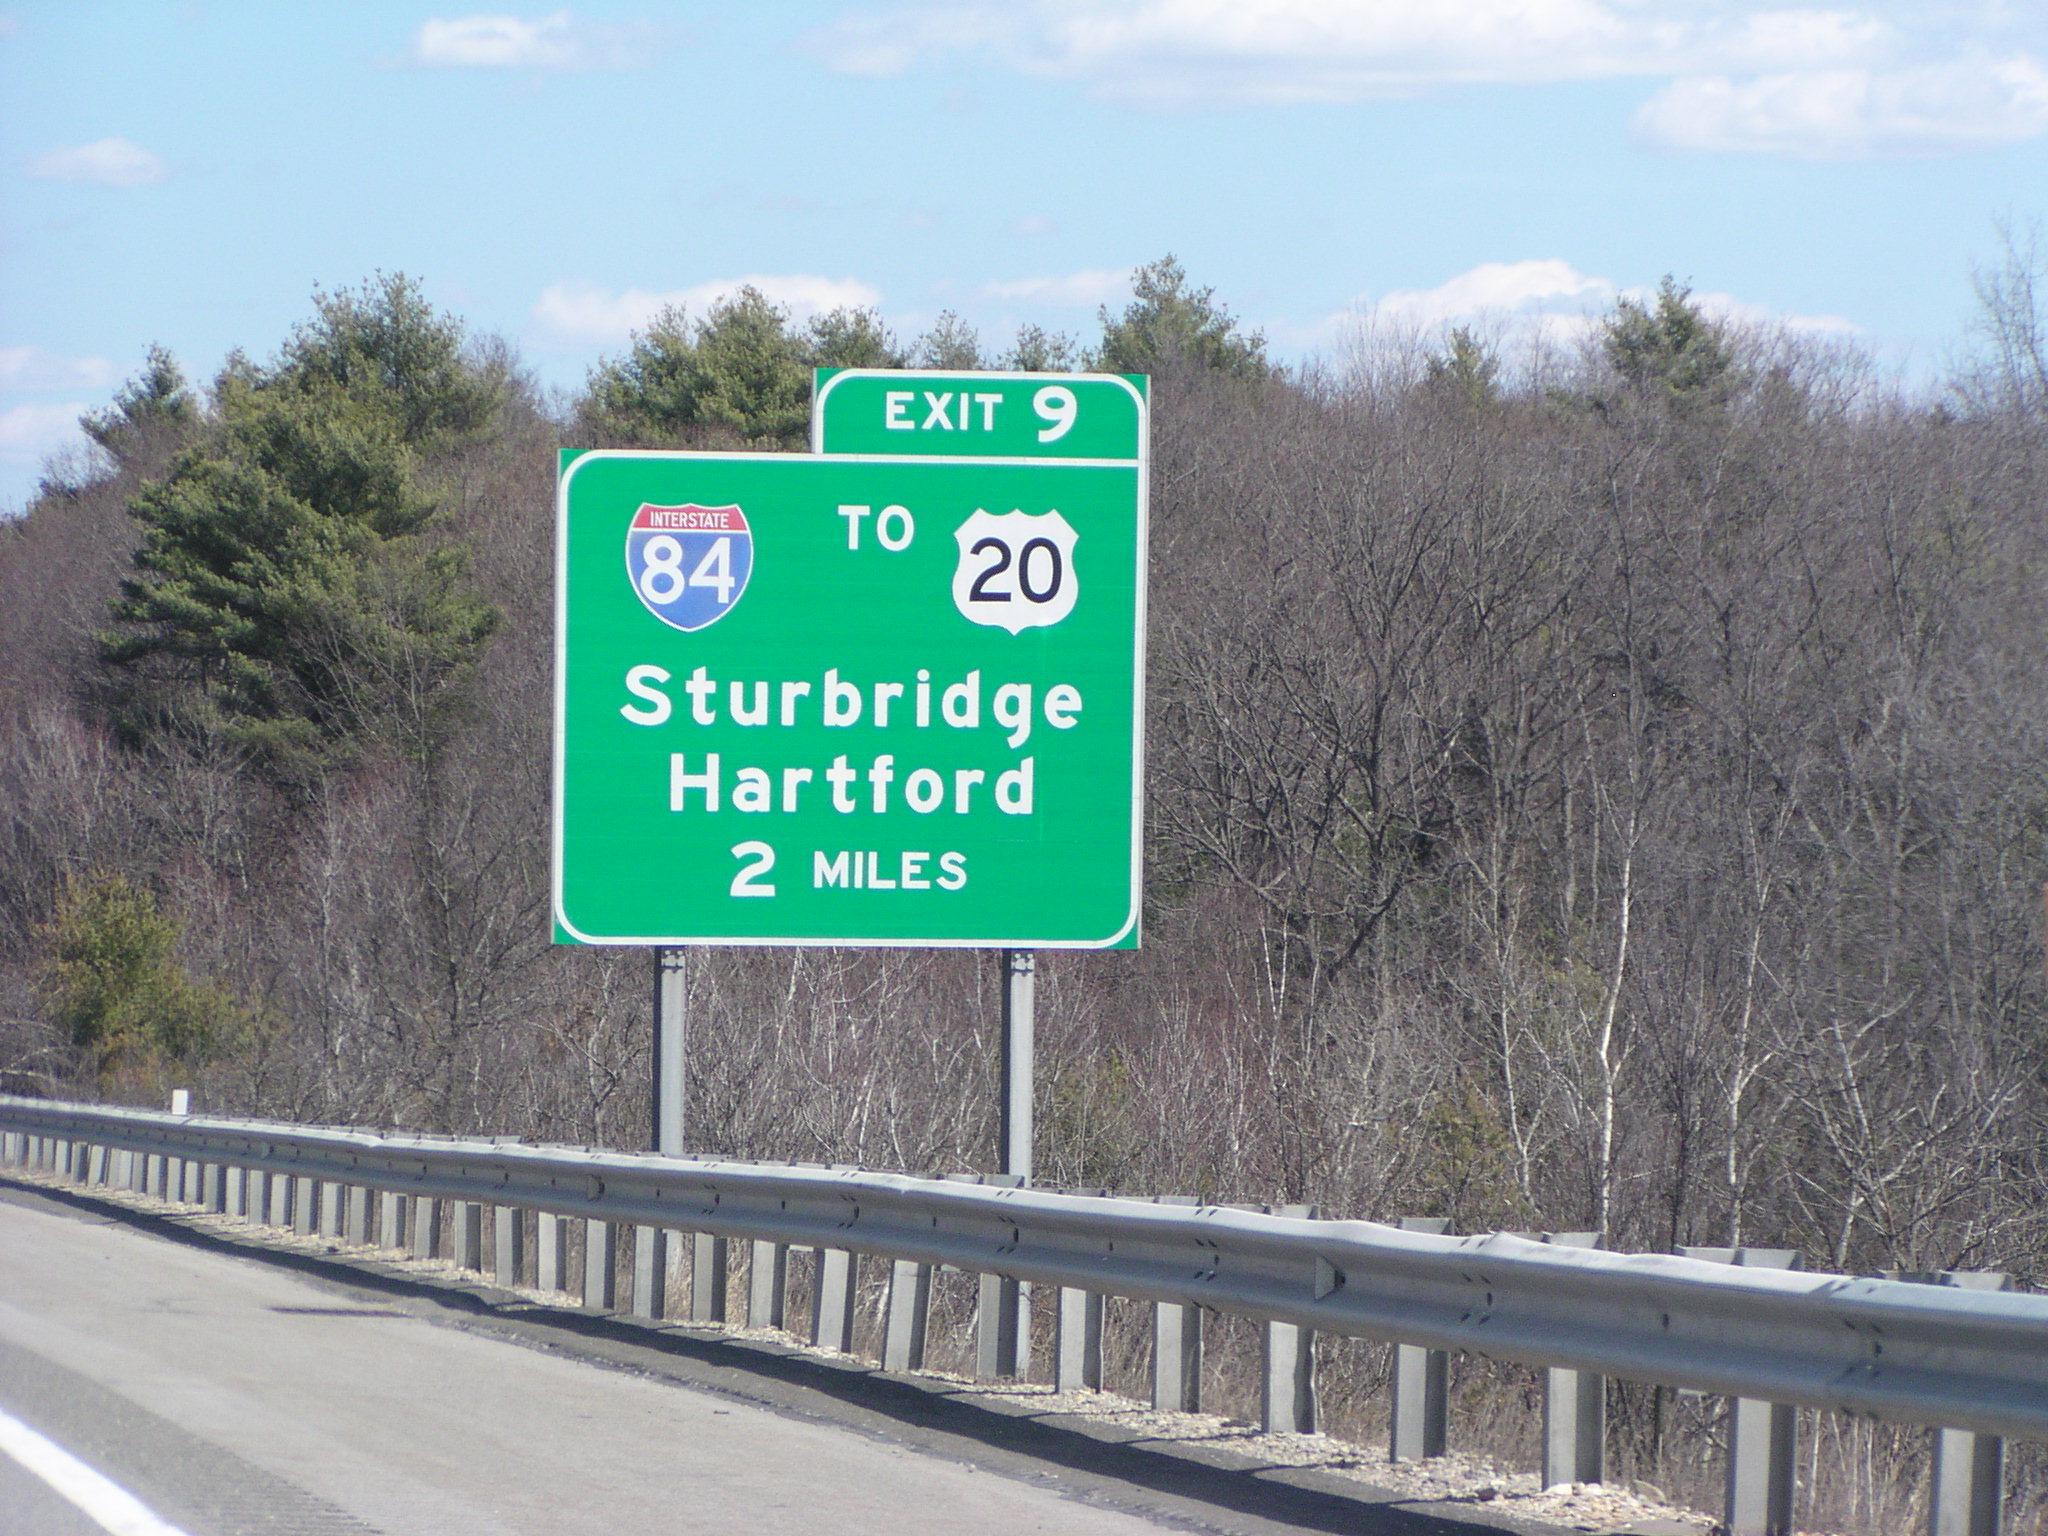 EXIT 9
INTERSTATE
84 TO 20
Sturbridge
Hartford
2 MILES